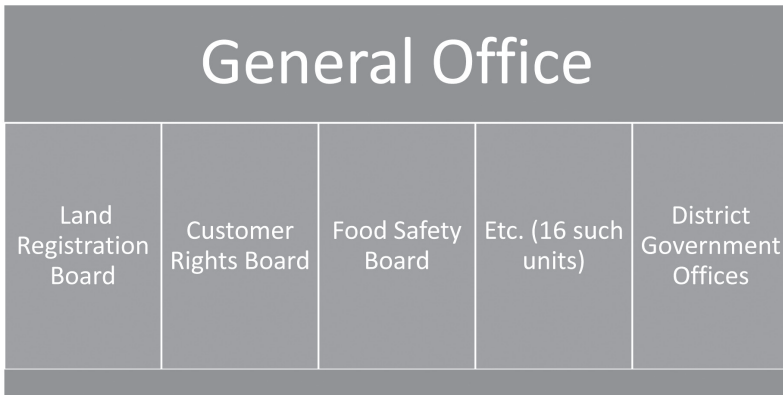 General Office
Land
Registration
Board
Customer
Rights Board
Food Safety
Board
Etc. (16 such
units)
District
Government
Offices